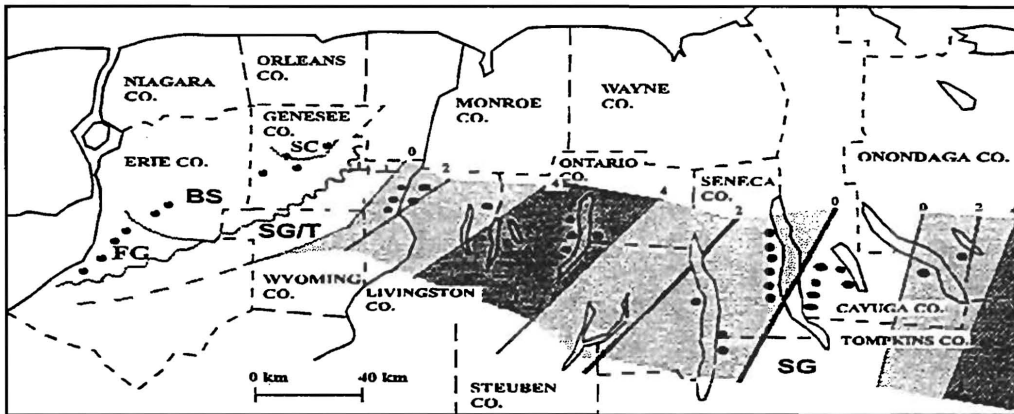 NIAGARA
CO.
ORLEANS
CO.
GENESEE
CO.
SC
MONROE
CO.
WAYNE
CO.
ERIE CO.
BS
FG
SG/T
WYOMING
CO.
LIVINGSTON
CO.
ONTARIO
CO.
SENECA
CO.
ONONDAGA CO.
CAYUGA CO.
TOMPKINS CO.
SG
STEUBEN
CO.
0
2
4
4
2
0
0
2
4
0 km
40 km